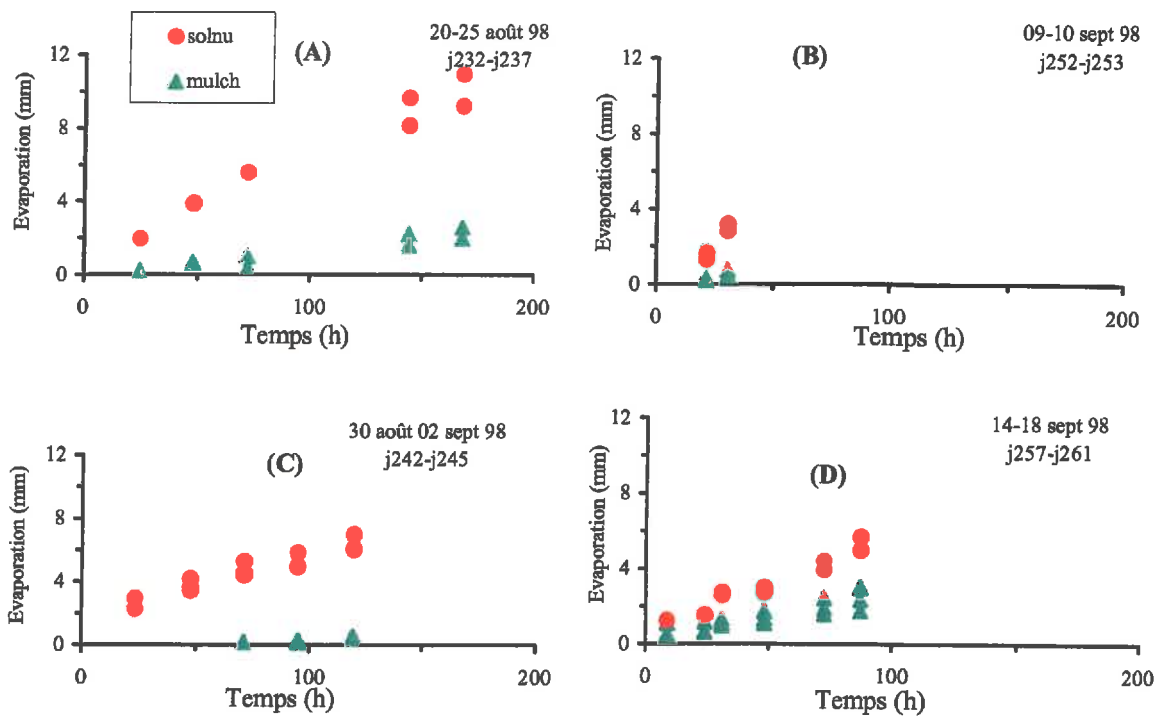 solnu
mulch
(A)
20-25 août 98
j232-j237
12
8
4
0
Evaporation (mm)
0
100
200
Temps (h)
(B)
09-10 sept 98
j252-j253
12
8
4
0
Evaporation (mm)
0
100
200
Temps (h)
(C)
30 août 02 sept 98
j242-j245
12
8
4
0
Evaporation (mm)
0
100
200
Temps (h)
(D)
14-18 sept 98
j257-j261
12
8
4
0
Evaporation (mm)
0
100
200
Temps (h)